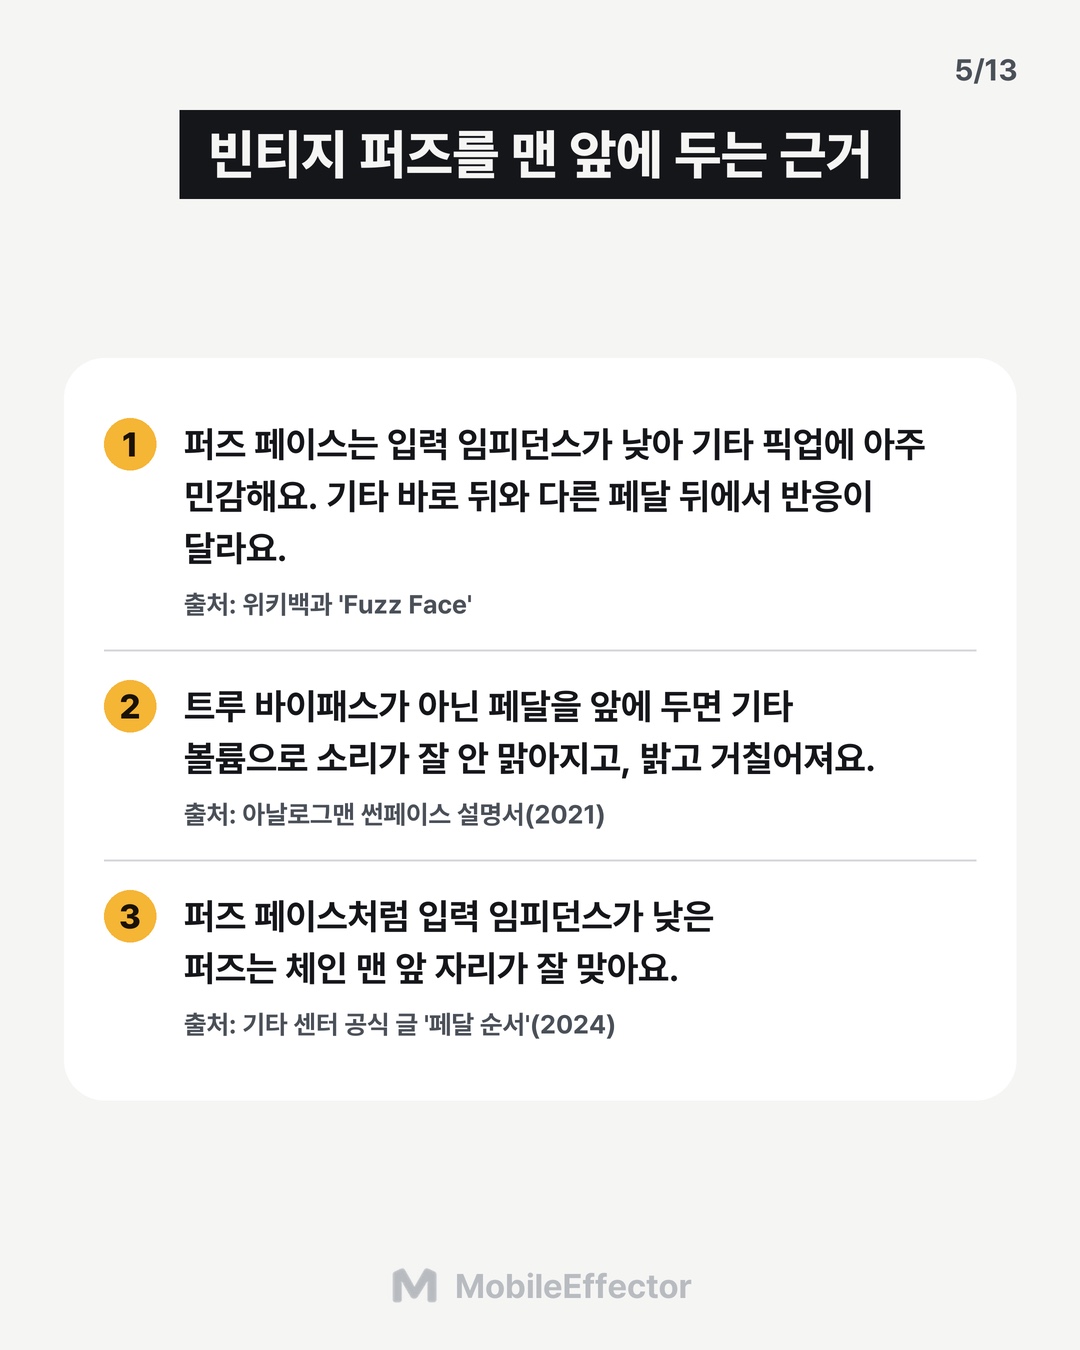 5/13
빈티지 퍼즈를 맨 앞에 두는 근거
1
퍼즈 페이스는 입력 임피던스가 낮아 기타 픽업에 아주
민감해요. 기타 바로 뒤와 다른 페달 뒤에서 반응이
달라요.
출처: 위키백과 'Fuzz Face'
2
트루 바이패스가 아닌 페달을 앞에 두면 기타
볼륨으로 소리가 잘 안 맑아지고, 밝고 거칠어져요.
출처: 아날로그맨 썬페이스 설명서(2021)
3
퍼즈 페이스처럼 입력 임피던스가 낮은
퍼즈는 체인 맨 앞 자리가 잘 맞아요.
출처: 기타 센터 공식 글 '페달 순서'(2024)
MobileEffector